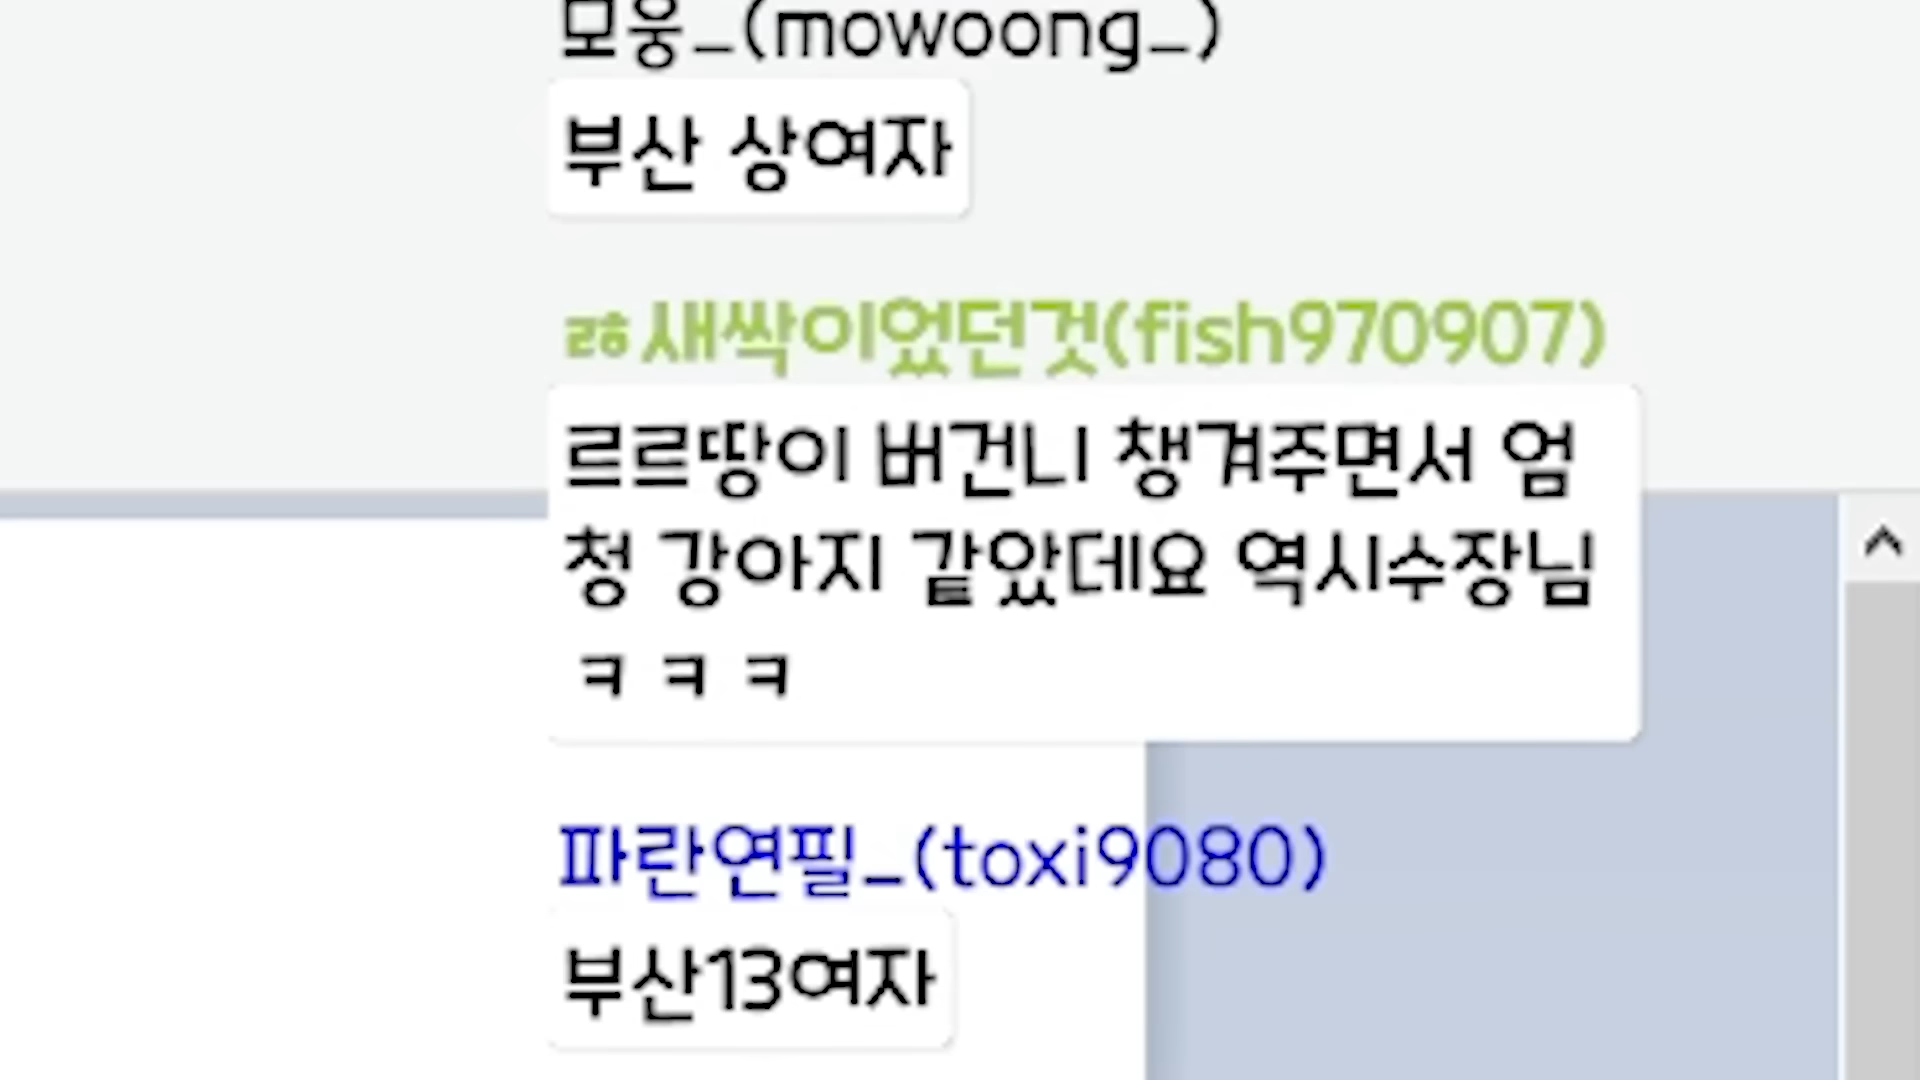 모웅_(mowoong_)
부산 상여자
ㄹㅎ새싹이었던것(fish970907)
르르땅이 버건니 챙겨주면서 엄
청 강아지 같았데요 역시수장님
ㅋㅋㅋ
파란연필_(toxi9080)
부산13여자